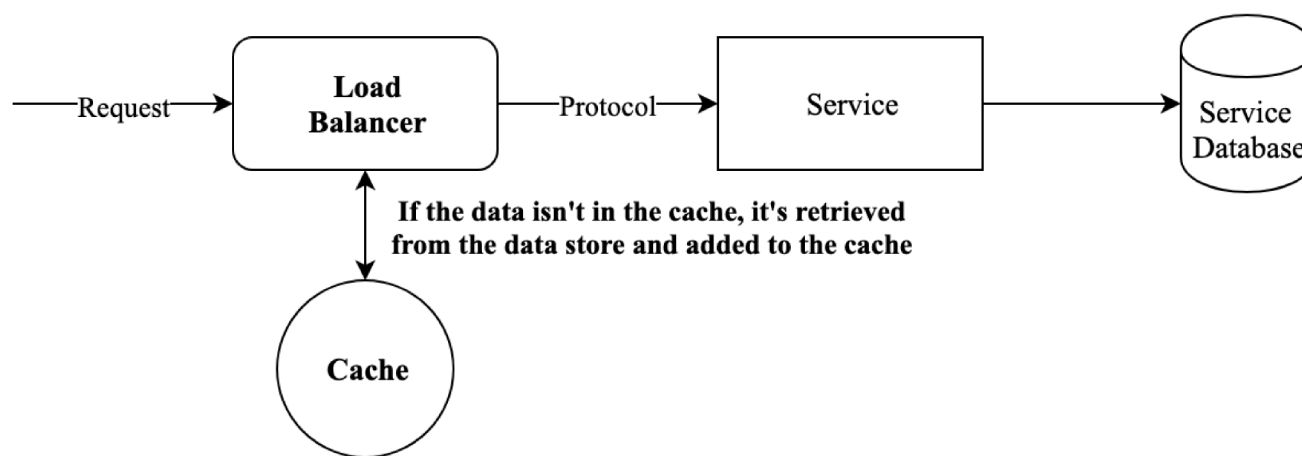 Request
Load
Balancer
Protocol
Service
Service
Database
If the data isn't in the cache, it's retrieved
from the data store and added to the cache
Cache